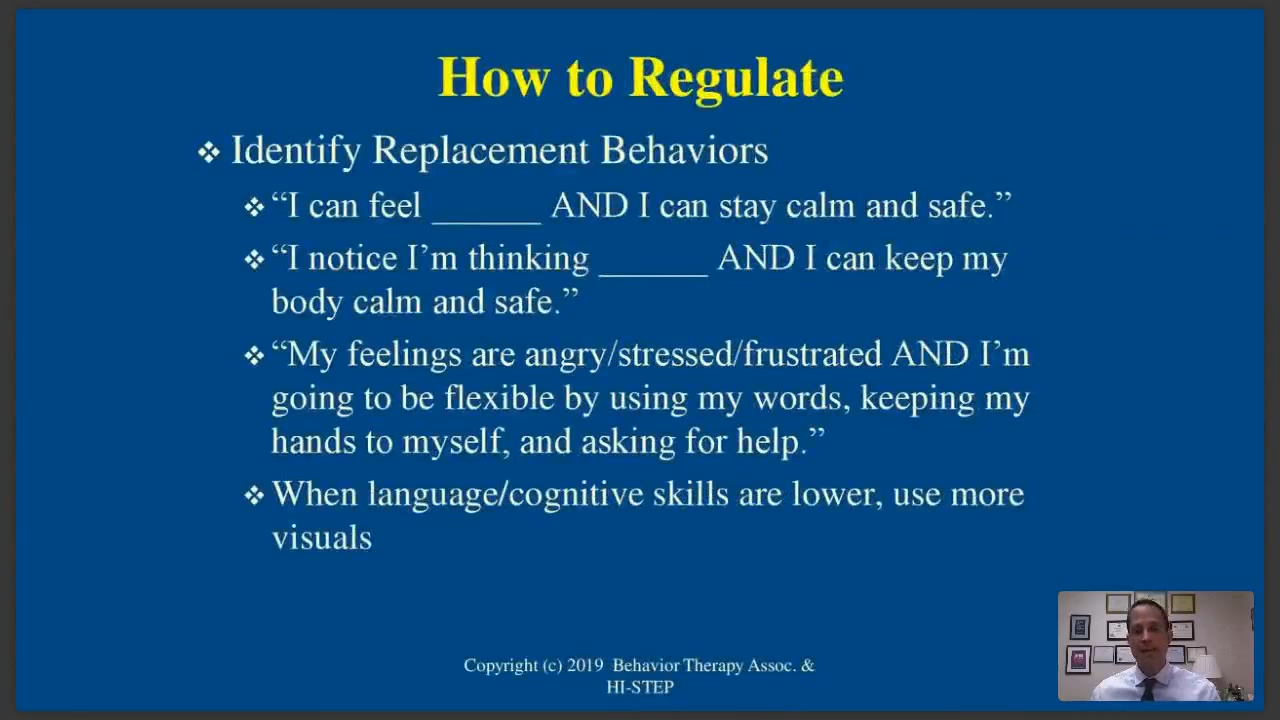 How to Regulate
❖ Identify Replacement Behaviors
❖ “I can feel ______ AND I can stay calm and safe.”
❖ “I notice I’m thinking ______ AND I can keep my
body calm and safe.”
❖ “My feelings are angry/stressed/frustrated AND I’m
going to be flexible by using my words, keeping my
hands to myself, and asking for help.”
❖ When language/cognitive skills are lower, use more
visuals
Copyright (c) 2019 Behavior Therapy Assoc. &
HI-STEP